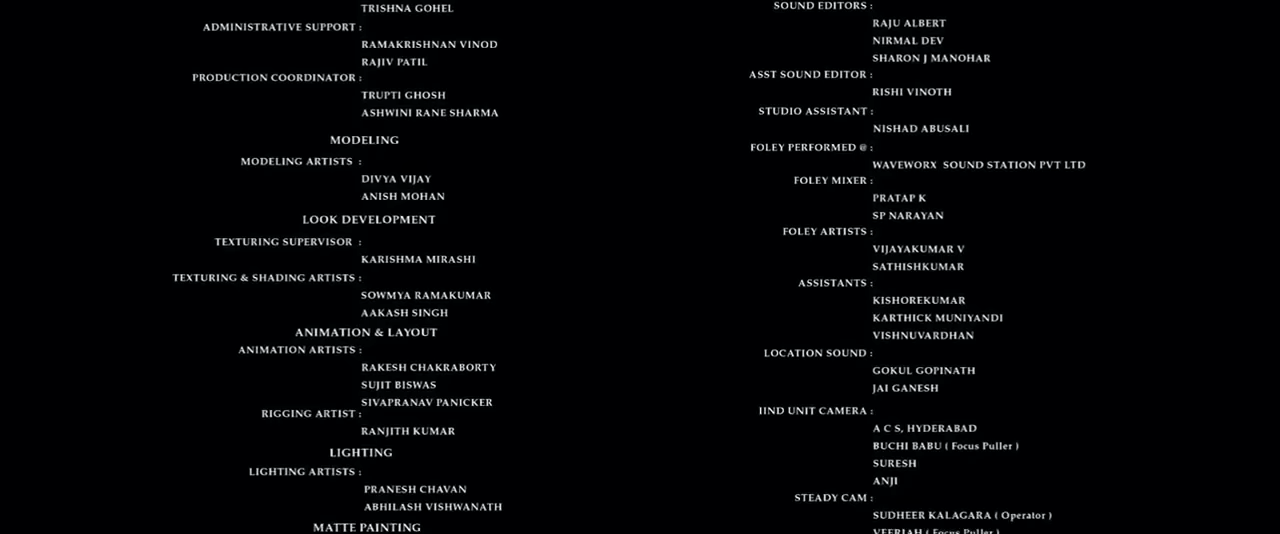 TRISHNA GOHEL
ADMINISTRATIVE SUPPORT :
RAMAKRISHNAN VINOD
RAJIV PATIL
PRODUCTION COORDINATOR :
TRUPTI GHOSH
ASHWINI RANE SHARMA
MODELING
MODELING ARTISTS :
DIVYA VIJAY
ANISH MOHAN
LOOK DEVELOPMENT
TEXTURING SUPERVISOR :
KARISHMA MIRASHI
TEXTURING & SHADING ARTISTS :
SOWMYA RAMAKUMAR
AAKASH SINGH
ANIMATION & LAYOUT
ANIMATION ARTISTS :
RAKESH CHAKRABORTY
SUJIT BISWAS
SIVAPRANAV PANICKER
RIGGING ARTIST :
RANJITH KUMAR
LIGHTING
LIGHTING ARTISTS :
PRANESH CHAVAN
ABHILASH VISHWANATH
MATTE PAINTING
SOUND EDITORS :
RAJU ALBERT
NIRMAL DEV
SHARON J MANOHAR
ASST SOUND EDITOR :
RISHI VINOTH
STUDIO ASSISTANT :
NISHAD ABUSALI
FOLEY PERFORMED @ :
WAVEWORX SOUND STATION PVT LTD
FOLEY MIXER :
PRATAP K
SP NARAYAN
FOLEY ARTISTS :
VIJAYAKUMAR V
SATHISHKUMAR
ASSISTANTS :
KISHOREKUMAR
KARTHICK MUNIYANDI
VISHNUVARDHAN
LOCATION SOUND :
GOKUL GOPINATH
JAI GANESH
IIND UNIT CAMERA :
A C S, HYDERABAD
BUCHI BABU ( Focus Puller )
SURESH
ANJI
STEADY CAM :
SUDHEER KALAGARA ( Operator )
VEERIAH ( Focus Puller )